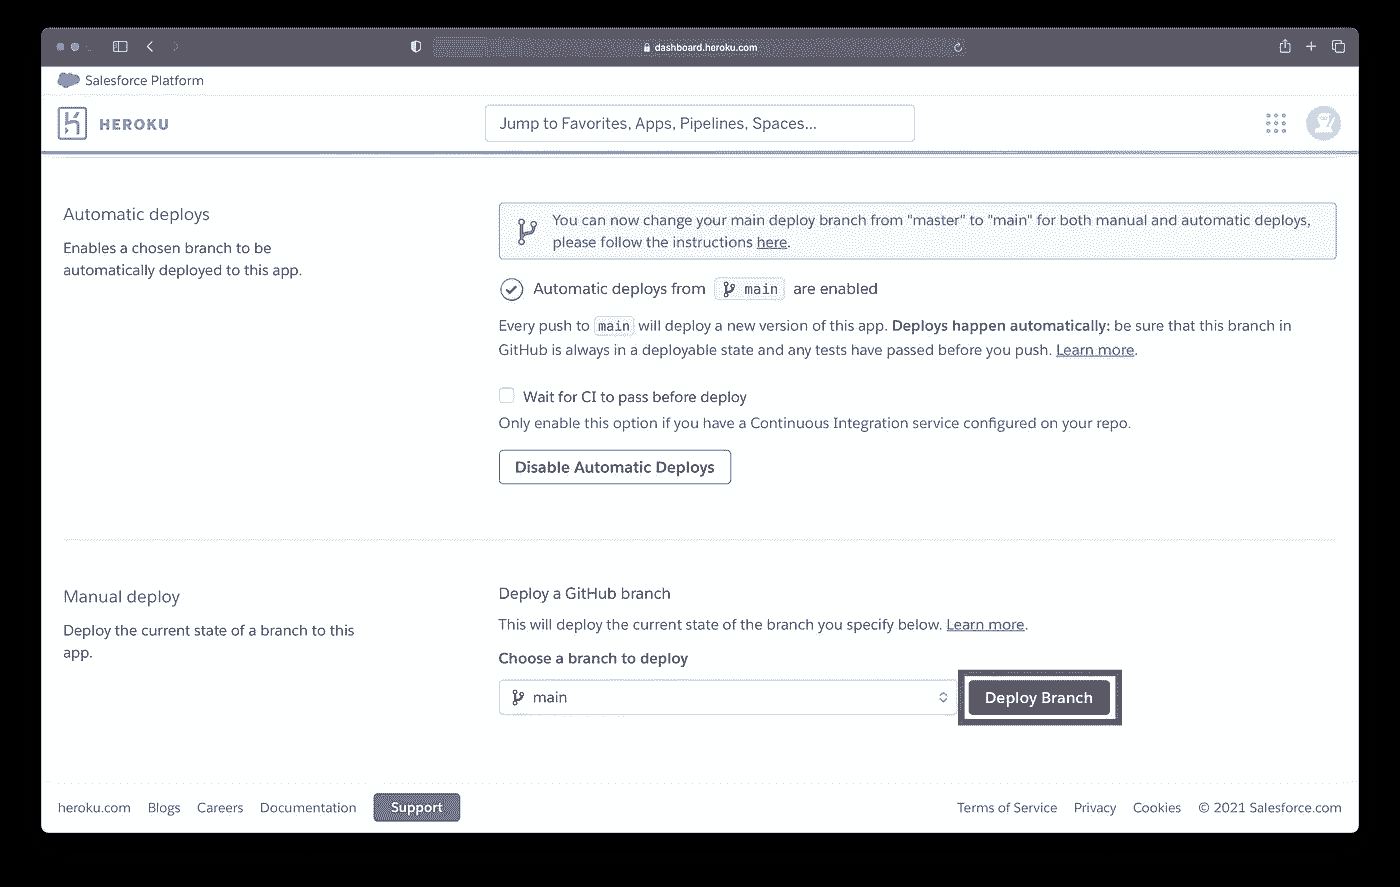 dashboard.heroku.com
Salesforce Platform
HEROKU
Jump to Favorites, Apps, Pipelines, Spaces...
Automatic deploys
Enables a chosen branch to be
automatically deployed to this app.
You can now change your main deploy branch from "master" to "main" for both manual and automatic deploys,
please follow the instructions here.
Automatic deploys from main are enabled
Every push to main will deploy a new version of this app. Deploys happen automatically: be sure that this branch in
GitHub is always in a deployable state and any tests have passed before you push. Learn more.
Wait for CI to pass before deploy
Only enable this option if you have a Continuous Integration service configured on your repo.
Disable Automatic Deploys
Manual deploy
Deploy the current state of a branch to this
app.
Deploy a GitHub branch
This will deploy the current state of the branch you specify below. Learn more.
Choose a branch to deploy
main
Deploy Branch
heroku.com Blogs Careers Documentation Support
Terms of Service Privacy Cookies © 2021 Salesforce.com